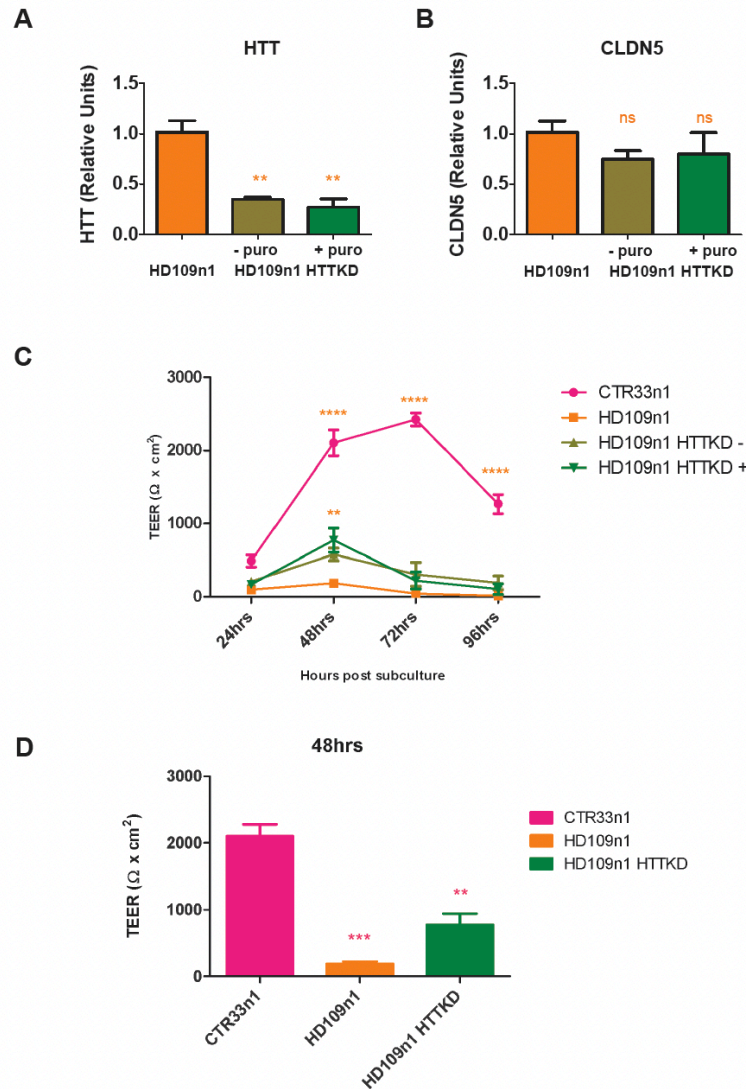 A
HTT
HTT (Relative Units)
1.5
1.0
0.5
0.0
**
**
- puro
+ puro
HD109n1
HD109n1 HTTKD
B
CLDN5
CLDN5 (Relative Units)
1.5
1.0
0.5
0.0
ns
ns
- puro
+ puro
HD109n1
HD109n1 HTTKD
C
TEER (Ω x cm²)
3000
2000
1000
0
****
****
****
**
24hrs
48hrs
72hrs
96hrs
Hours post subculture
CTR33n1
HD109n1
HD109n1 HTTKD -
HD109n1 HTTKD +
D
48hrs
TEER (Ω x cm²)
3000
2000
1000
0
***
**
CTR33n1
HD109n1
HD109n1 HTTKD
CTR33n1
HD109n1
HD109n1 HTTKD